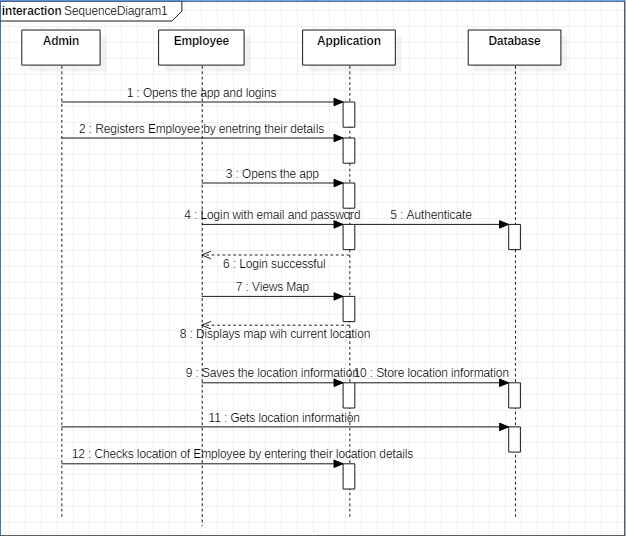 interaction SequenceDiagram1
Admin
Employee
Application
Database
1 : Opens the app and logins
2 : Registers Employee by enetring their details
3 : Opens the app
4 : Login with email and password
5 : Authenticate
6 : Login successful
7 : Views Map
8 : Displays map wih current location
9 : Saves the location information
10 : Store location information
11 : Gets location information
12 : Checks location of Employee by entering their location details